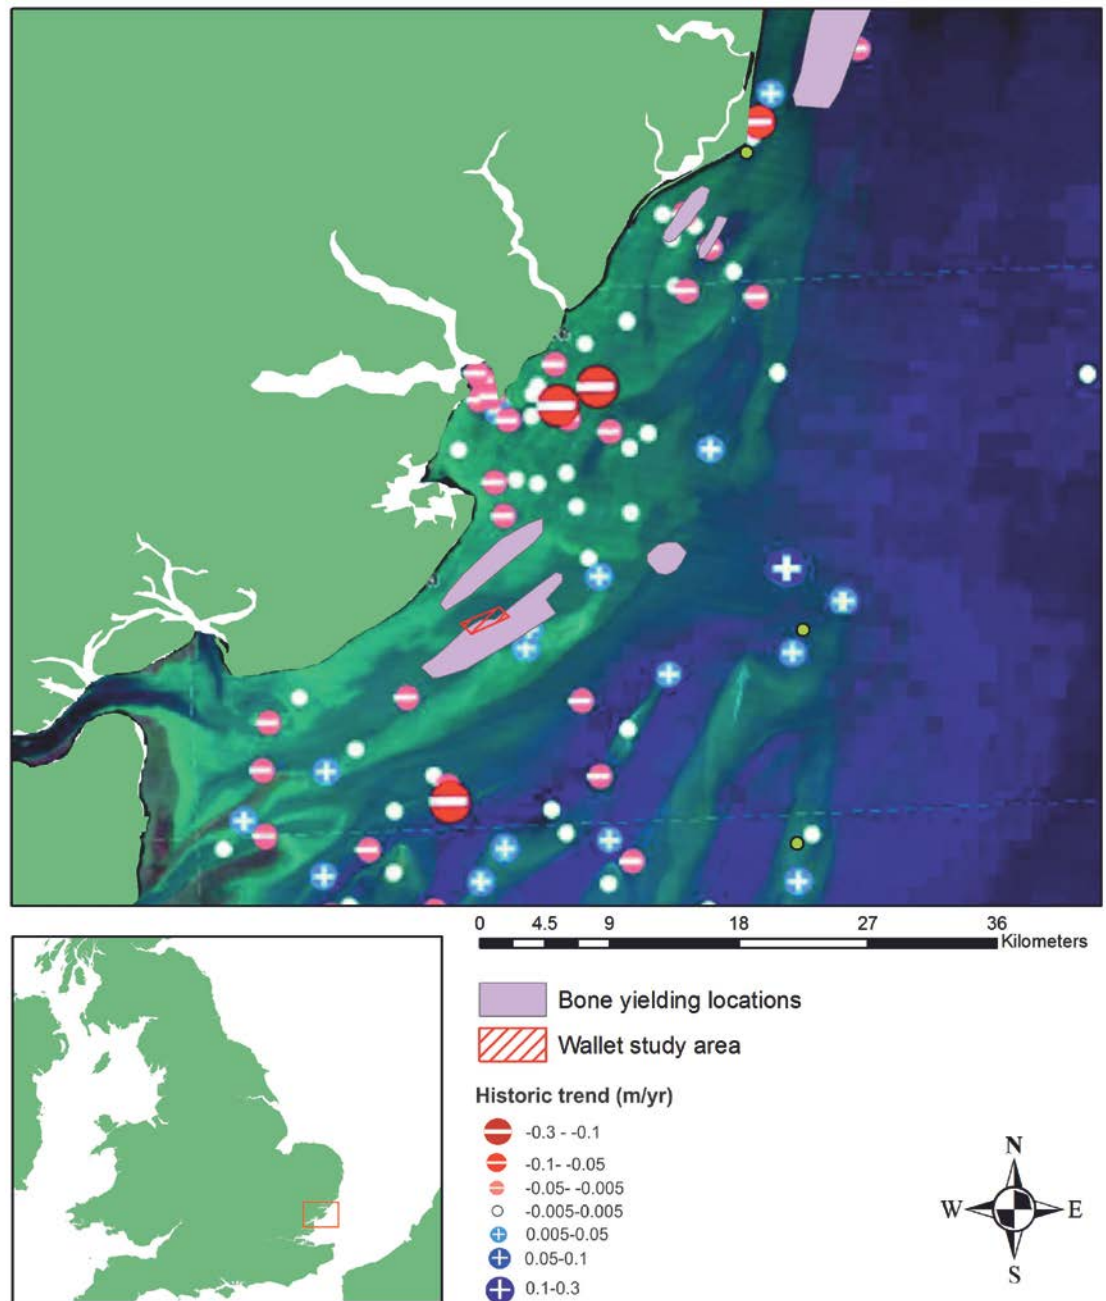 0 4.5 9 18 27 36
Kilometers
Bone yielding locations
Wallet study area
Historic trend (m/yr)
-0.3 - -0.1
-0.1- -0.05
-0.05- -0.005
-0.005-0.005
0.005-0.05
0.05-0.1
0.1-0.3
N
W E
S